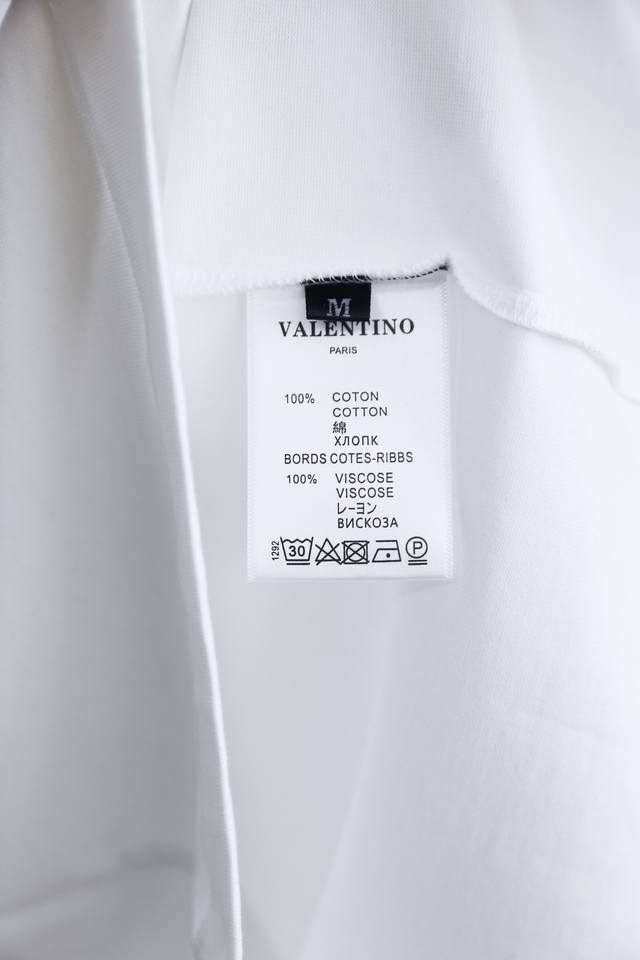 M
VALENTINO
PARIS
100% COTON
COTTON
綿
ХЛОПК
BORDS COTES-RIBBS
100% VISCOSE
VISCOSE
レーヨン
ВИСКОЗА
1292
30 P